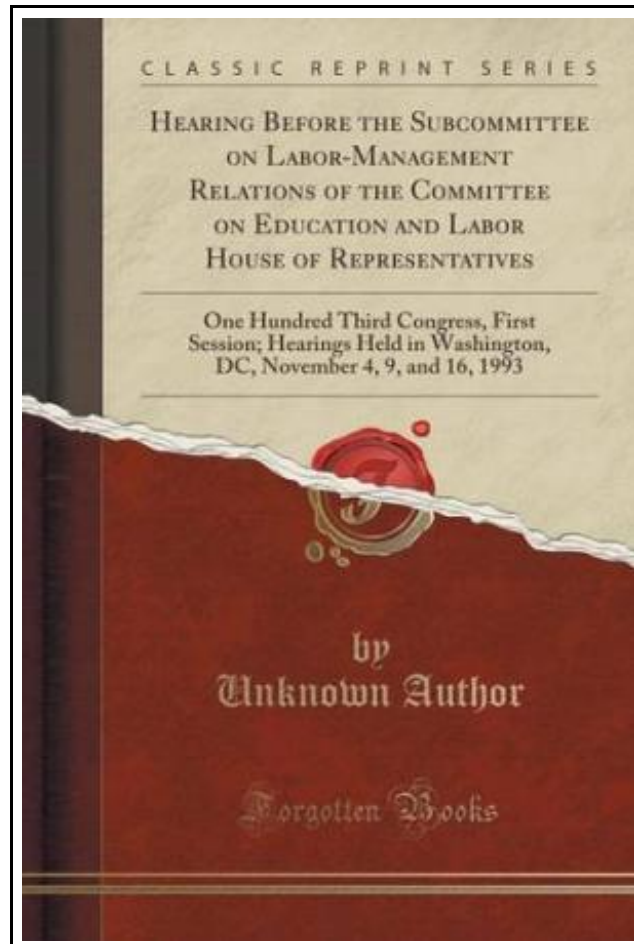 CLASSIC REPRINT SERIES
HEARING BEFORE THE SUBCOMMITTEE
ON LABOR-MANAGEMENT
RELATIONS OF THE COMMITTEE
ON EDUCATION AND LABOR
HOUSE OF REPRESENTATIVES
One Hundred Third Congress, First
Session; Hearings Held in Washington,
DC, November 4, 9, and 16, 1993
by
Unknown Author
Forgotten Books